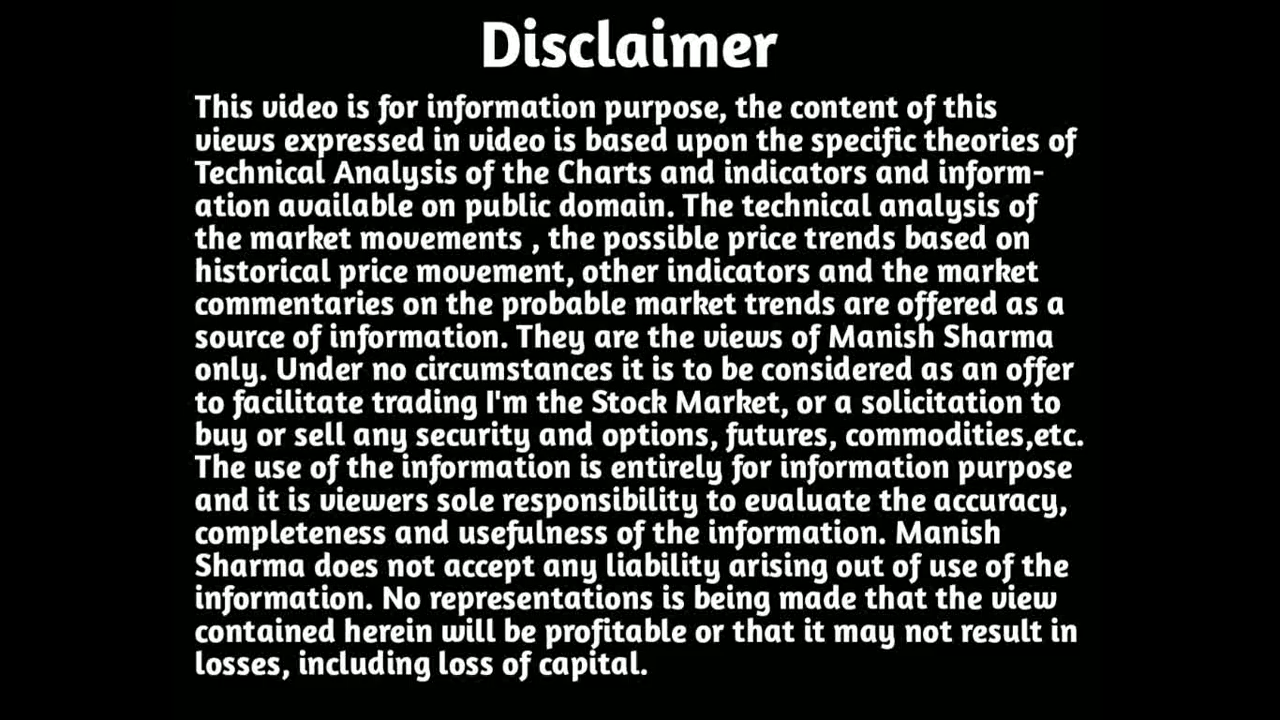 Disclaimer
This video is for information purpose, the content of this
views expressed in video is based upon the specific theories of
Technical Analysis of the Charts and indicators and inform-
ation available on public domain. The technical analysis of
the market movements , the possible price trends based on
historical price movement, other indicators and the market
commentaries on the probable market trends are offered as a
source of information. They are the views of Manish Sharma
only. Under no circumstances it is to be considered as an offer
to facilitate trading I'm the Stock Market, or a solicitation to
buy or sell any security and options, futures, commodities,etc.
The use of the information is entirely for information purpose
and it is viewers sole responsibility to evaluate the accuracy,
completeness and usefulness of the information. Manish
Sharma does not accept any liability arising out of use of the
information. No representations is being made that the view
contained herein will be profitable or that it may not result in
losses, including loss of capital.